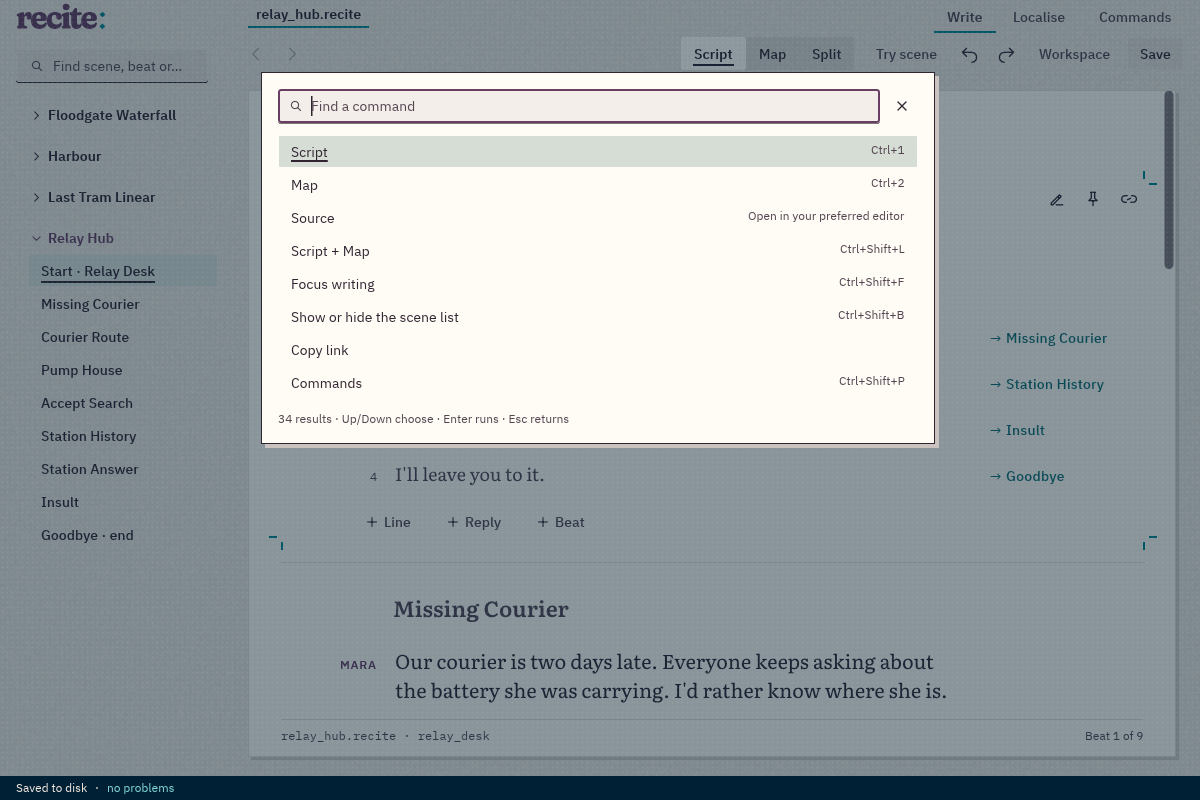 recite:
relay_hub.recite
Write Localise Commands
Find scene, beat or...
Script Map Split Try scene Workspace Save
Floodgate Waterfall
Harbour
Last Tram Linear
Relay Hub
Start · Relay Desk
Missing Courier
Courier Route
Pump House
Accept Search
Station History
Station Answer
Insult
Goodbye · end
Find a command
Script Ctrl+1
Map Ctrl+2
Source Open in your preferred editor
Script + Map Ctrl+Shift+L
Focus writing Ctrl+Shift+F
Show or hide the scene list Ctrl+Shift+B
Copy link
Commands Ctrl+Shift+P
34 results · Up/Down choose · Enter runs · Esc returns
→ Missing Courier
→ Station History
→ Insult
4 I'll leave you to it. → Goodbye
+ Line + Reply + Beat
Missing Courier
MARA Our courier is two days late. Everyone keeps asking about
the battery she was carrying. I'd rather know where she is.
relay_hub.recite · relay_desk Beat 1 of 9
Saved to disk · no problems